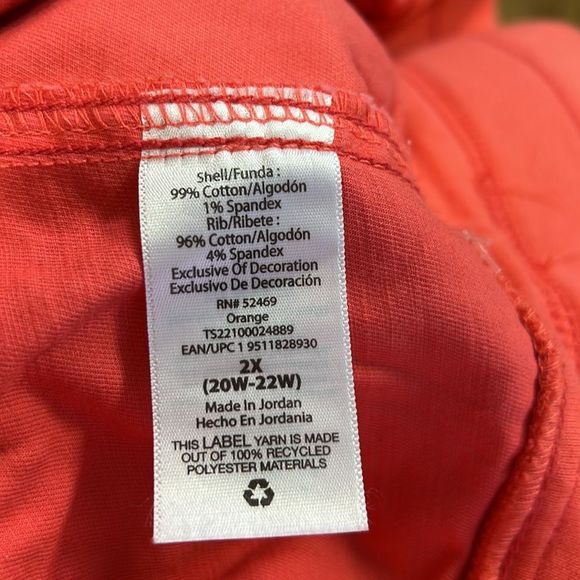 Shell/Funda :
99% Cotton/Algodón
1% Spandex
Rib/Ribete :
96% Cotton/Algodón
4% Spandex
Exclusive Of Decoration
Exclusivo De Decoración
RN# 52469
Orange
TS22100024889
EAN/UPC 1 9511828930
2X
(20W-22W)
Made In Jordan
Hecho En Jordania
THIS LABEL YARN IS MADE
OUT OF 100% RECYCLED
POLYESTER MATERIALS